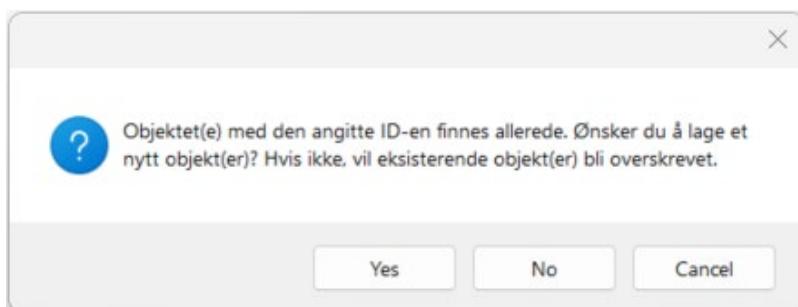 Objektet(e) med den angitte ID-en finnes allerede. Ønsker du å lage et
nytt objekt(er)? Hvis ikke, vil eksisterende objekt(er) bli overskrevet.
Yes
No
Cancel